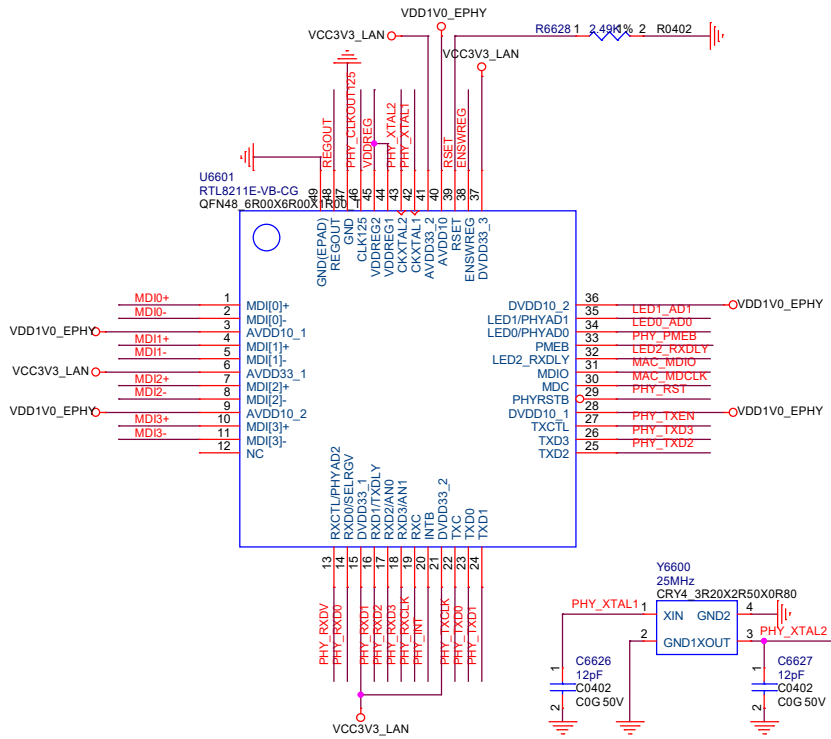 VDD1V0_EPHY
VCC3V3_LAN
R6628 1 2.49K1% 2 R0402
VCC3V3_LAN
REGOUT
PHY_CLKOUT125
VDDREG
PHY_XTAL2
PHY_XTAL1
RSET
ENSWREG
U6601
RTL8211E-VB-CG
QFN48_6R00X6R00X1R00_
49 48 47 46 45 44 43 42 41 40 39 38 37
GND(EPAD)
REGOUT
GND
CLK125
VDDREG2
VDDREG1
CKXTAL2
CKXTAL1
AVDD33_2
AVDD10
RSET
ENSWREG
DVDD33_3
MDI0+ 1 MDI[0]+
MDI0- 2 MDI[0]-
VDD1V0_EPHY 3 AVDD10_1
MDI1+ 4 MDI[1]+
MDI1- 5 MDI[1]-
VCC3V3_LAN 6 AVDD33_1
MDI2+ 7 MDI[2]+
MDI2- 8 MDI[2]-
VDD1V0_EPHY 9 AVDD10_2
MDI3+ 10 MDI[3]+
MDI3- 11 MDI[3]-
12 NC
DVDD10_2 36 VDD1V0_EPHY
LED1/PHYAD1 35 LED1_AD1
LED0/PHYAD0 34 LED0_AD0
PMEB 33 PHY_PMEB
LED2_RXDLY 32 LED2_RXDLY
MDIO 31 MAC_MDIO
MDC 30 MAC_MDCLK
PHYRSTB 29 PHY_RST
DVDD10_1 28 VDD1V0_EPHY
TXCTL 27 PHY_TXEN
TXD3 26 PHY_TXD3
TXD2 25 PHY_TXD2
RXCTL/PHYAD2
RXD0/SELRGV
DVDD33_1
RXD1/TXDLY
RXD2/AN0
RXD3/AN1
RXC
INTB
DVDD33_2
TXC
TXD0
TXD1
13 14 15 16 17 18 19 20 21 22 23 24
PHY_RXDV
PHY_RXD0
PHY_RXD1
PHY_RXD2
PHY_RXD3
PHY_RXCLK
PHY_INT
PHY_TXCLK
PHY_TXD0
PHY_TXD1
VCC3V3_LAN
Y6600
25MHz
CRY4_3R20X2R50X0R80
PHY_XTAL1 1 XIN GND2 4
2 GND1XOUT 3 PHY_XTAL2
1 C6626
12pF
C0402
2 C0G 50V
1 C6627
12pF
C0402
2 C0G 50V